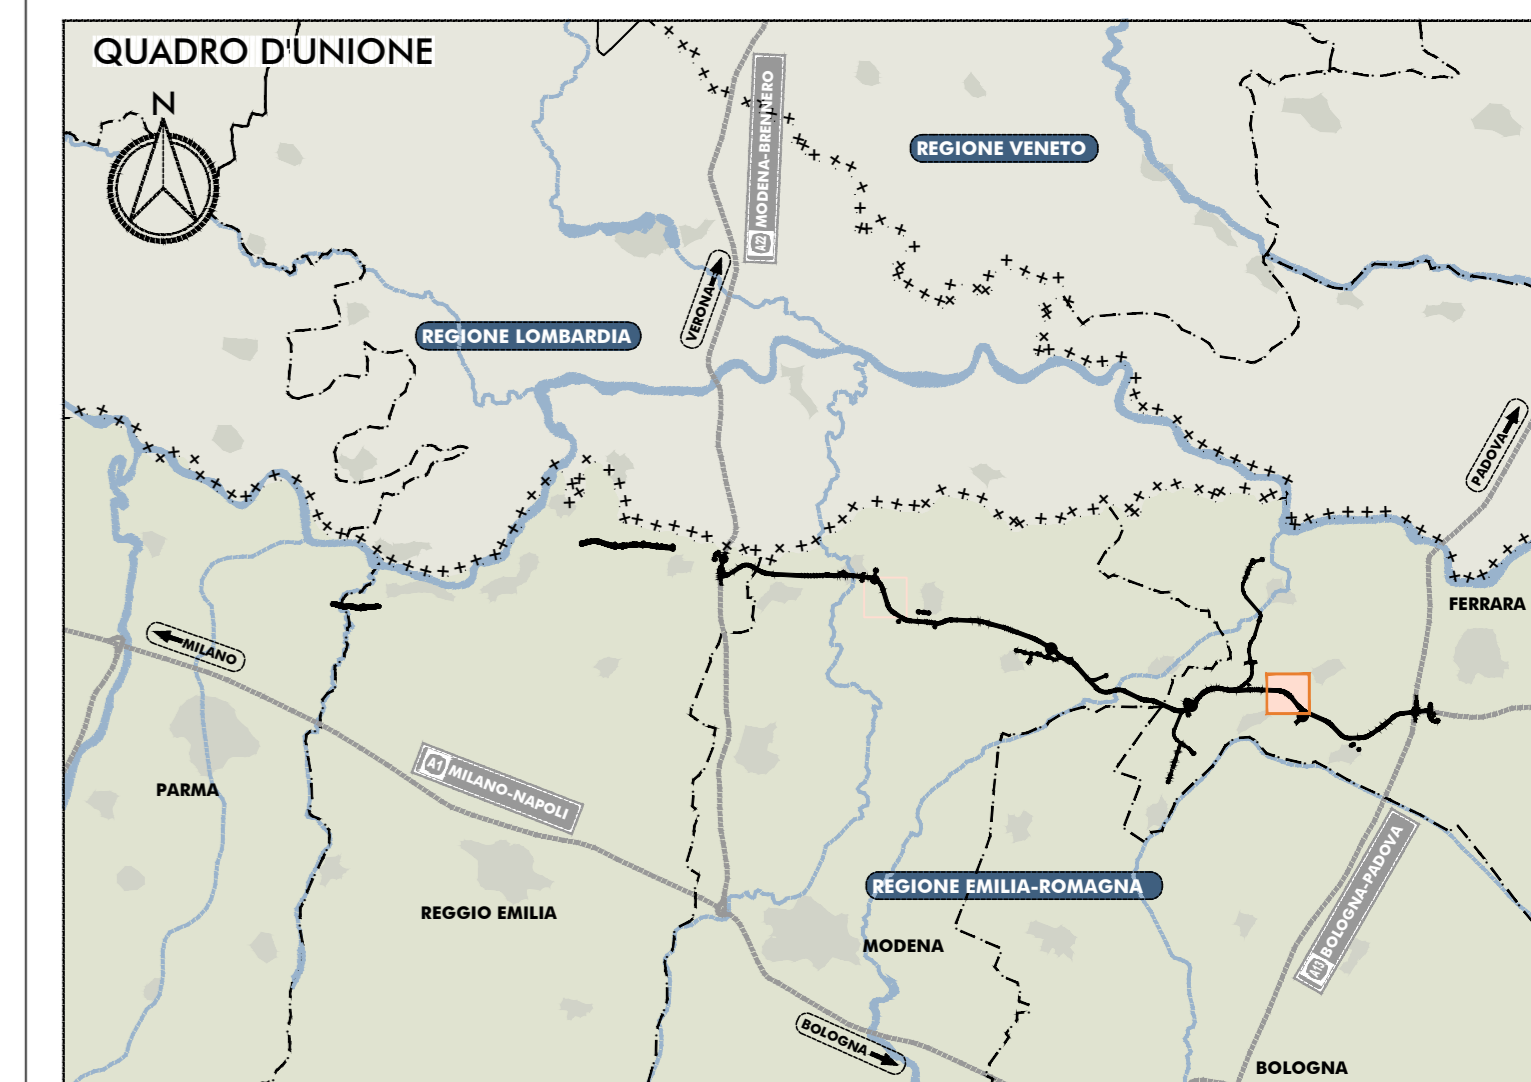 QUADRO D'UNIONE
N
A22 MODENA-BRENNERO
REGIONE VENETO
VERONA
REGIONE LOMBARDIA
PADOVA
FERRARA
MILANO
A1 MILANO-NAPOLI
PARMA
REGIONE EMILIA-ROMAGNA
REGGIO EMILIA
MODENA
A13 BOLOGNA-PADOVA
BOLOGNA
BOLOGNA